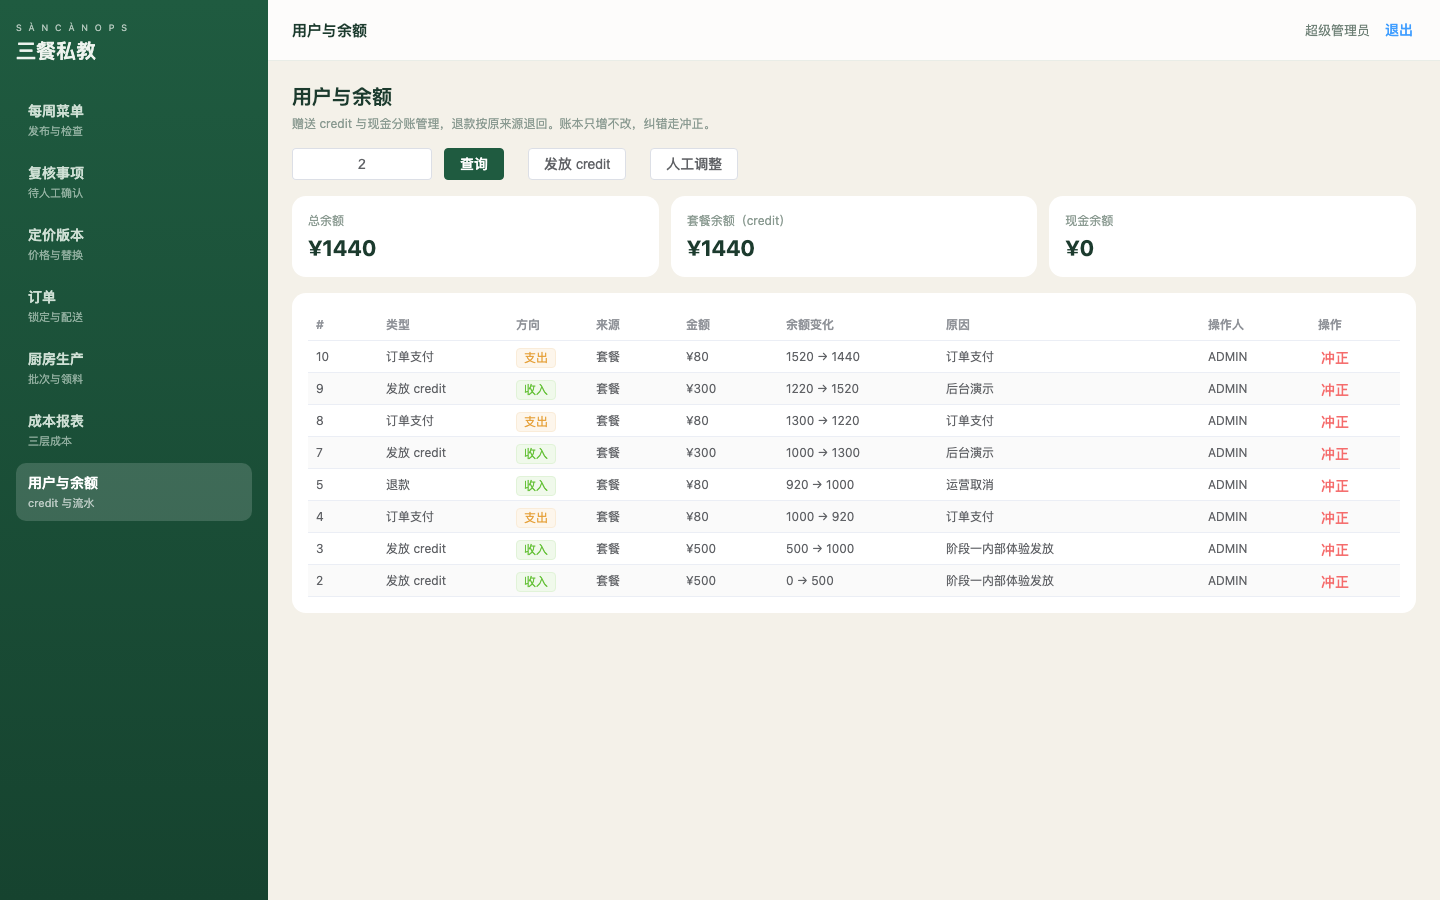 SÀNCÀNOPS
三餐私教
每周菜单
发布与检查
复核事项
待人工确认
定价版本
价格与替换
订单
锁定与配送
厨房生产
批次与领料
成本报表
三层成本
用户与余额
credit 与流水
用户与余额
超级管理员 退出
用户与余额
赠送 credit 与现金分账管理，退款按原来源退回。账本只增不改，纠错走冲正。
2 查询 发放 credit 人工调整
总余额
¥1440
套餐余额（credit）
¥1440
现金余额
¥0
# 类型 方向 来源 金额 余额变化 原因 操作人 操作
10 订单支付 支出 套餐 ¥80 1520 → 1440 订单支付 ADMIN 冲正
9 发放 credit 收入 套餐 ¥300 1220 → 1520 后台演示 ADMIN 冲正
8 订单支付 支出 套餐 ¥80 1300 → 1220 订单支付 ADMIN 冲正
7 发放 credit 收入 套餐 ¥300 1000 → 1300 后台演示 ADMIN 冲正
5 退款 收入 套餐 ¥80 920 → 1000 运营取消 ADMIN 冲正
4 订单支付 支出 套餐 ¥80 1000 → 920 订单支付 ADMIN 冲正
3 发放 credit 收入 套餐 ¥500 500 → 1000 阶段一内部体验发放 ADMIN 冲正
2 发放 credit 收入 套餐 ¥500 0 → 500 阶段一内部体验发放 ADMIN 冲正